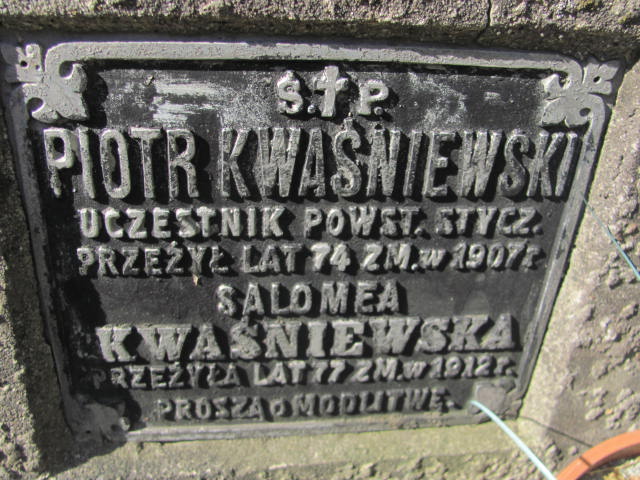 Ś.†P.
PIOTR KWAŚNIEWSKI
UCZESTNIK POWST. STYCZ.
PRZEŻYŁ LAT 74 ZM. w 1907 r.
SALOMEA
KWAŚNIEWSKA
PRZEŻYŁA LAT 77 ZM. w 1912 r.
PROSZĄ o MODLITWĘ.